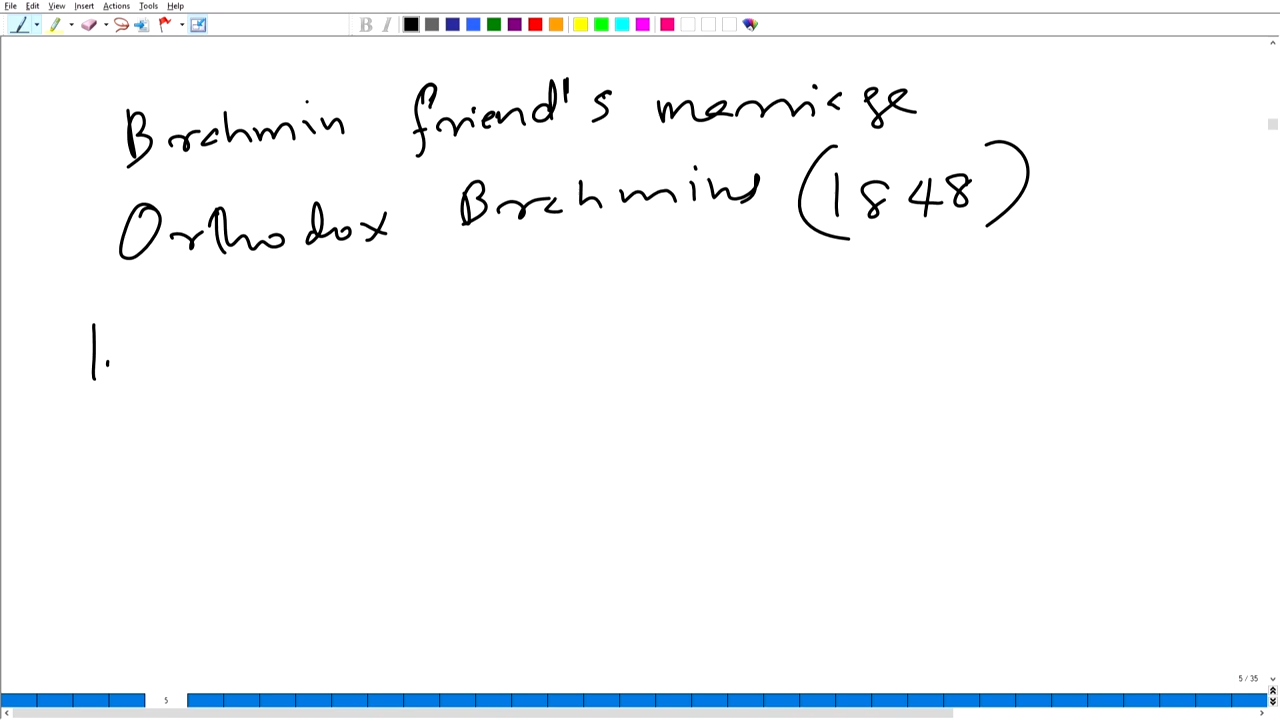 File Edit View Insert Actions Tools Help
B I
Brahmin friend's marriage
Orthodox Brahmins (1848)
1.
5 / 35
5